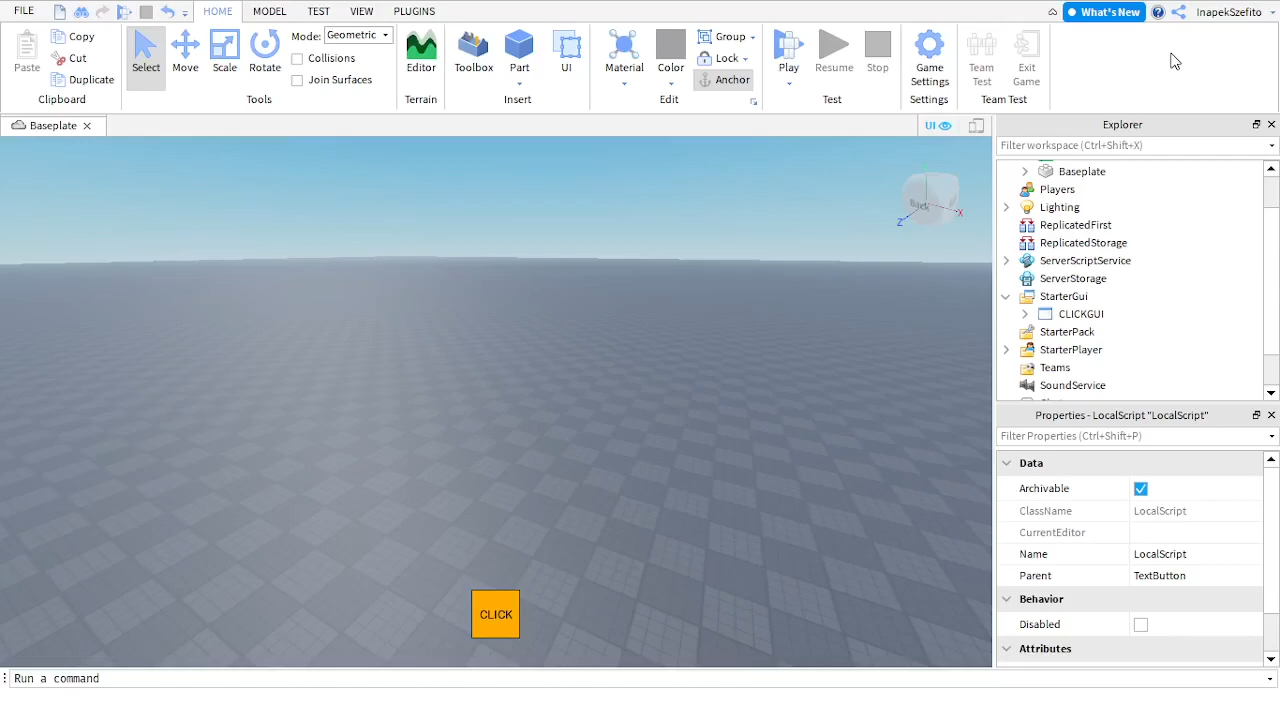 FILE HOME MODEL TEST VIEW PLUGINS What's New InapekSzefito
Paste Copy Cut Duplicate Clipboard
Select Move Scale Rotate Mode: Geometric Collisions Join Surfaces Tools
Editor Terrain
Toolbox Part UI Insert
Material Color Group Lock Anchor Edit
Play Resume Stop Test
Game Settings Settings
Team Test Exit Game Team Test
Baseplate UI
Back
Z X
CLICK
Explorer
Filter workspace (Ctrl+Shift+X)
Baseplate
Players
Lighting
ReplicatedFirst
ReplicatedStorage
ServerScriptService
ServerStorage
StarterGui
CLICKGUI
StarterPack
StarterPlayer
Teams
SoundService
Properties - LocalScript "LocalScript"
Filter Properties (Ctrl+Shift+P)
Data
Archivable
ClassName LocalScript
CurrentEditor
Name LocalScript
Parent TextButton
Behavior
Disabled
Attributes
Run a command